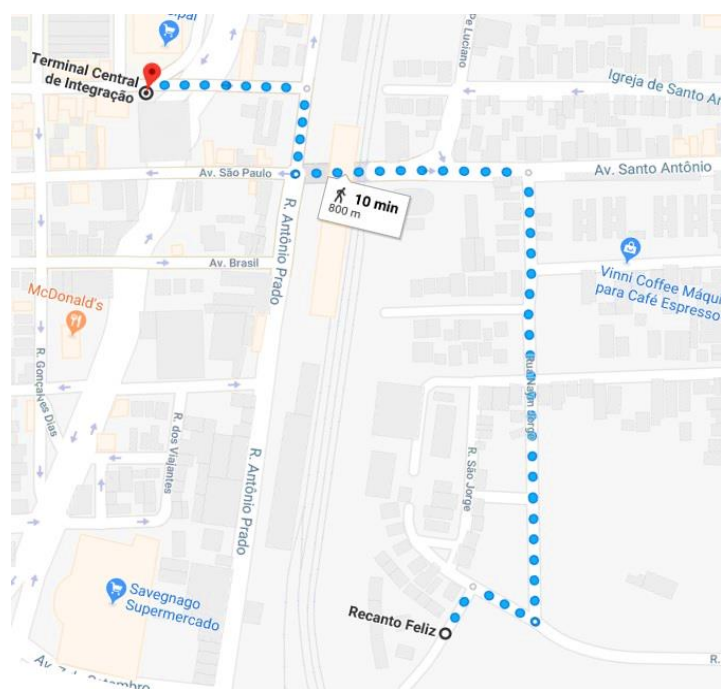 ipal
Terminal Central
de Integração
Igreja de Santo An
Av. São Paulo
Av. Santo Antônio
10 min
800 m
R. Antônio Prado
Av. Brasil
Vinni Coffee Máqu
para Café Espresso
McDonald's
R. Gonçalves Dias
R. dos Viajantes
R. Antônio Prado
R. São Jorge
Savegnago
Supermercado
Recanto Feliz
R.